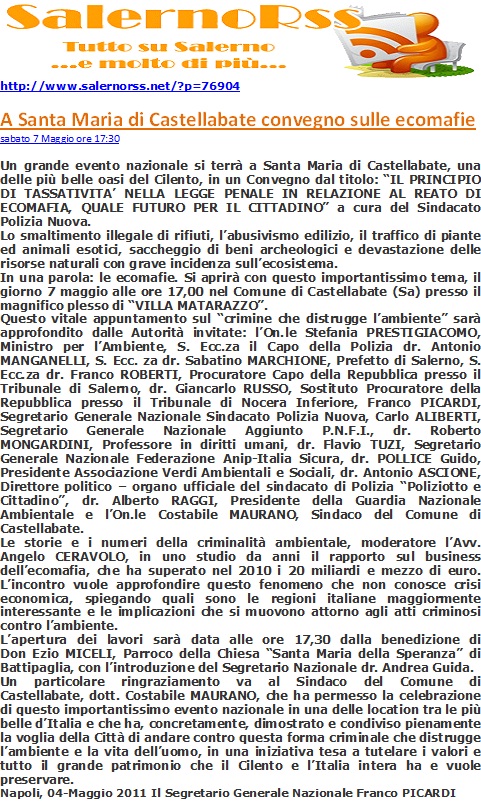 SalernoRss
Tutto su Salerno
...e molto di più...
http://www.salernorss.net/?p=76904
A Santa Maria di Castellabate convegno sulle ecomafie
sabato 7 Maggio ore 17:30
Un grande evento nazionale si terrà a Santa Maria di Castellabate, una
delle più belle oasi del Cilento, in un Convegno dal titolo: “IL PRINCIPIO
DI TASSATIVITA’ NELLA LEGGE PENALE IN RELAZIONE AL REATO DI
ECOMAFIA, QUALE FUTURO PER IL CITTADINO” a cura del Sindacato
Polizia Nuova.
Lo smaltimento illegale di rifiuti, l’abusivismo edilizio, il traffico di piante
ed animali esotici, saccheggio di beni archeologici e devastazione delle
risorse naturali con grave incidenza sull’ecosistema.
In una parola: le ecomafie. Si aprirà con questo importantissimo tema, il
giorno 7 maggio alle ore 17,00 nel Comune di Castellabate (Sa) presso il
magnifico plesso di “VILLA MATARAZZO”.
Questo vitale appuntamento sul “crimine che distrugge l’ambiente” sarà
approfondito dalle Autorità invitate: l’On.le Stefania PRESTIGIACOMO,
Ministro per l’Ambiente, S. Ecc.za il Capo della Polizia dr. Antonio
MANGANELLI, S. Ecc. za dr. Sabatino MARCHIONE, Prefetto di Salerno, S.
Ecc.za dr. Franco ROBERTI, Procuratore Capo della Repubblica presso il
Tribunale di Salerno, dr. Giancarlo RUSSO, Sostituto Procuratore della
Repubblica presso il Tribunale di Nocera Inferiore, Franco PICARDI,
Segretario Generale Nazionale Sindacato Polizia Nuova, Carlo ALIBERTI,
Segretario Generale Nazionale Aggiunto P.N.F.I., dr. Roberto
MONGARDINI, Professore in diritti umani, dr. Flavio TUZI, Segretario
Generale Nazionale Federazione Anip-Italia Sicura, dr. POLLICE Guido,
Presidente Associazione Verdi Ambientali e Sociali, dr. Antonio ASCIONE,
Direttore politico – organo ufficiale del sindacato di Polizia “Poliziotto e
Cittadino”, dr. Alberto RAGGI, Presidente della Guardia Nazionale
Ambientale e l’On.le Costabile MAURANO, Sindaco del Comune di
Castellabate.
Le storie e i numeri della criminalità ambientale, moderatore l’Avv.
Angelo CERAVOLO, in uno studio da anni il rapporto sul business
dell’ecomafia, che ha superato nel 2010 i 20 miliardi e mezzo di euro.
L’incontro vuole approfondire questo fenomeno che non conosce crisi
economica, spiegando quali sono le regioni italiane maggiormente
interessante e le implicazioni che si muovono attorno agli atti criminosi
contro l’ambiente.
L’apertura dei lavori sarà data alle ore 17,30 dalla benedizione di
Don Ezio MICELI, Parroco della Chiesa “Santa Maria della Speranza” di
Battipaglia, con l’introduzione del Segretario Nazionale dr. Andrea Guida.
Un particolare ringraziamento va al Sindaco del Comune di
Castellabate, dott. Costabile MAURANO, che ha permesso la celebrazione
di questo importantissimo evento nazionale in una delle location tra le più
belle d’Italia e che ha, concretamente, dimostrato e condiviso pienamente
la voglia della Città di andare contro questa forma criminale che distrugge
l’ambiente e la vita dell’uomo, in una iniziativa tesa a tutelare i valori e
tutto il grande patrimonio che il Cilento e l’Italia intera ha e vuole
preservare.
Napoli, 04-Maggio 2011 Il Segretario Generale Nazionale Franco PICARDI